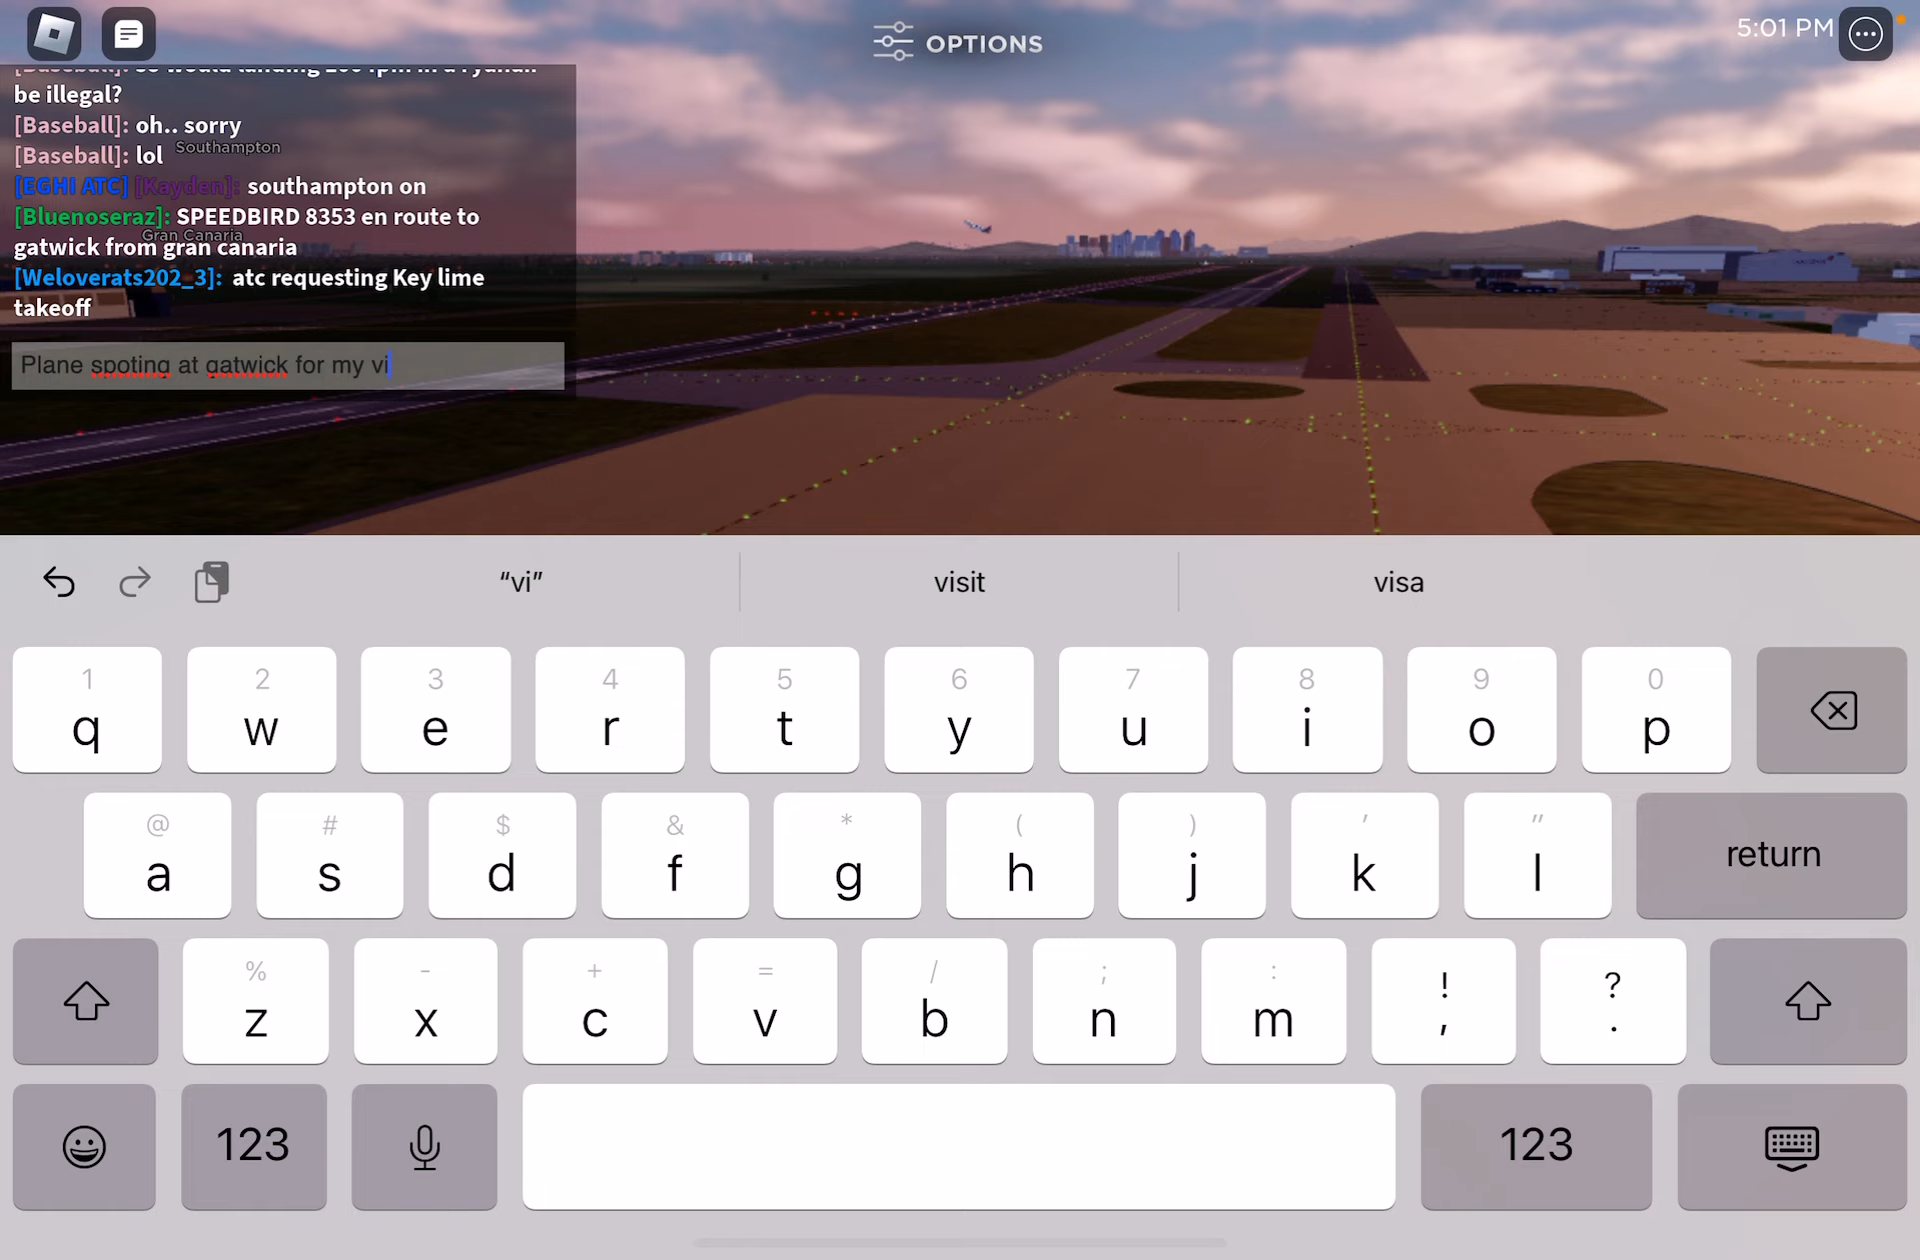 OPTIONS
5:01 PM
be illegal?
[Baseball]: oh.. sorry
Southampton
[Baseball]: lol
[EGHI ATC] [Kayden]: southampton on
[Bluenoseraz]: SPEEDBIRD 8353 en route to
Gran Canaria
gatwick from gran canaria
[Weloverats202_3]: atc requesting Key lime
takeoff
Plane spoting at gatwick for my vi
“vi” visit visa
1 2 3 4 5 6 7 8 9 0
q w e r t y u i o p
@ # $ & * ( ) ' "
a s d f g h j k l return
% - + = / ; : ! ?
z x c v b n m , .
123 123